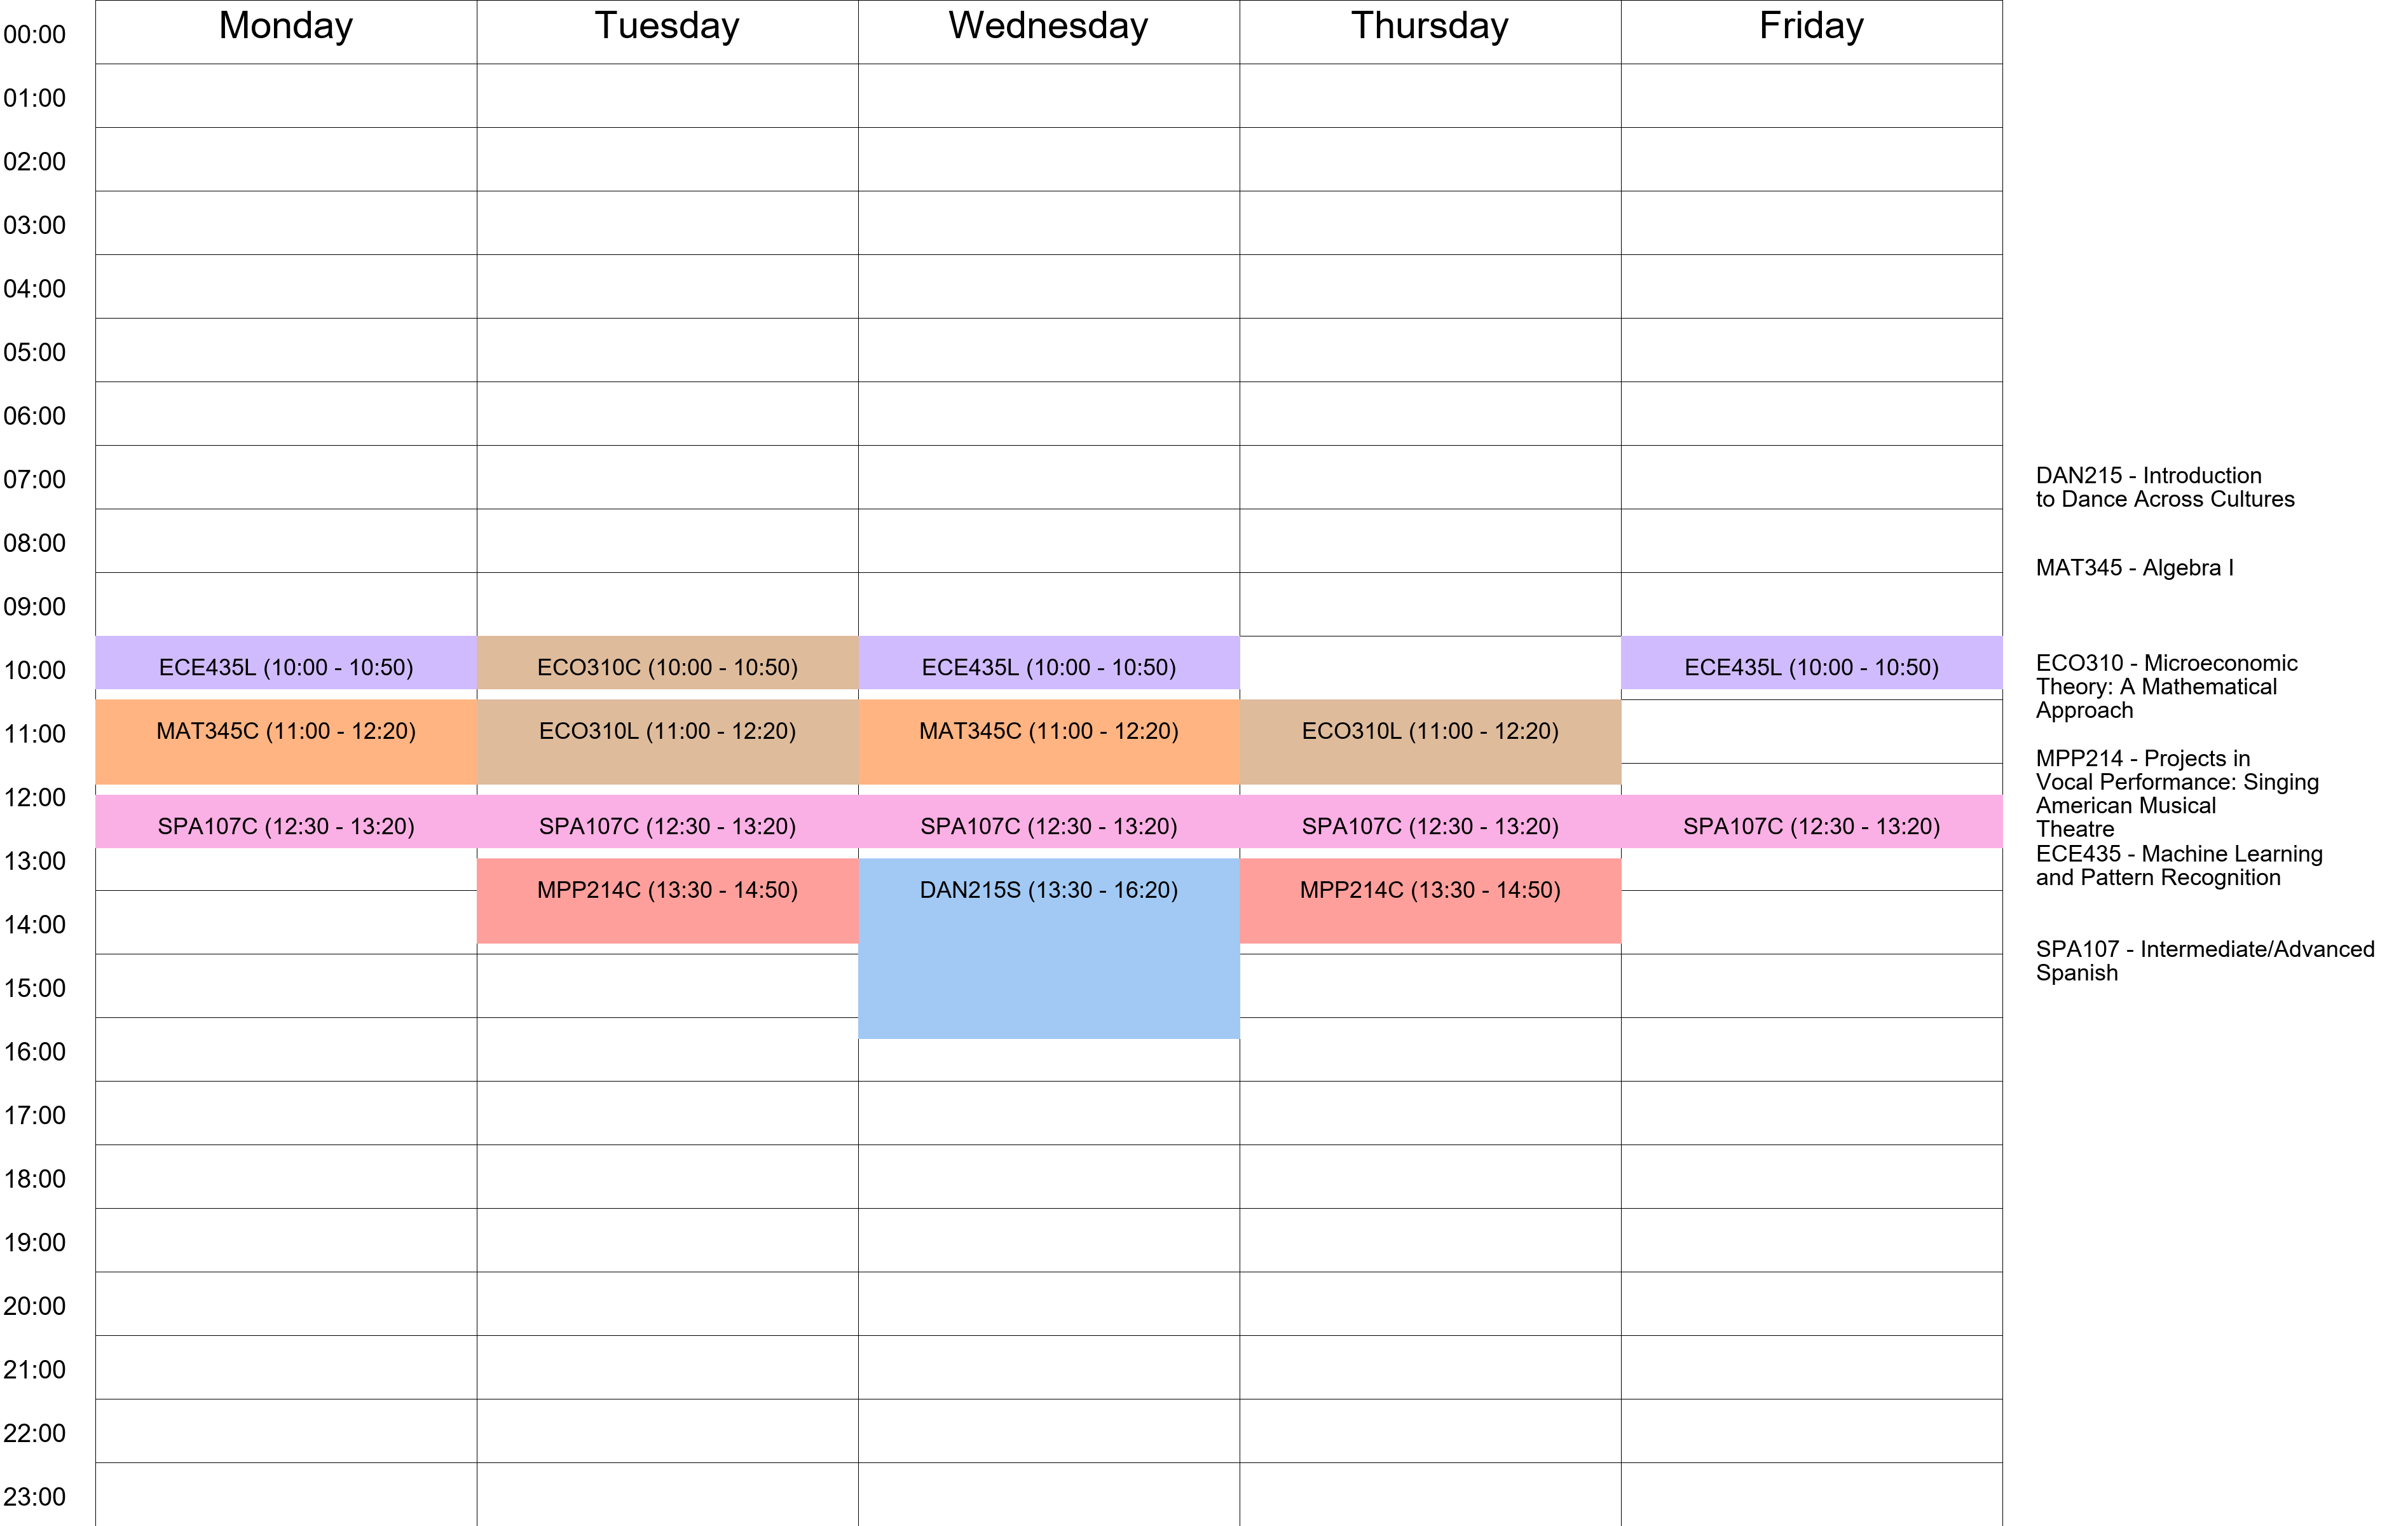 Monday Tuesday Wednesday Thursday Friday
00:00
01:00
02:00
03:00
04:00
05:00
06:00
07:00
08:00
09:00
10:00 ECE435L (10:00 - 10:50) ECO310C (10:00 - 10:50) ECE435L (10:00 - 10:50) ECE435L (10:00 - 10:50)
11:00 MAT345C (11:00 - 12:20) ECO310L (11:00 - 12:20) MAT345C (11:00 - 12:20) ECO310L (11:00 - 12:20)
12:00
SPA107C (12:30 - 13:20) SPA107C (12:30 - 13:20) SPA107C (12:30 - 13:20) SPA107C (12:30 - 13:20) SPA107C (12:30 - 13:20)
13:00
MPP214C (13:30 - 14:50) DAN215S (13:30 - 16:20) MPP214C (13:30 - 14:50)
14:00
15:00
16:00
17:00
18:00
19:00
20:00
21:00
22:00
23:00
DAN215 - Introduction
to Dance Across Cultures
MAT345 - Algebra I
ECO310 - Microeconomic
Theory: A Mathematical
Approach
MPP214 - Projects in
Vocal Performance: Singing
American Musical
Theatre
ECE435 - Machine Learning
and Pattern Recognition
SPA107 - Intermediate/Advanced
Spanish